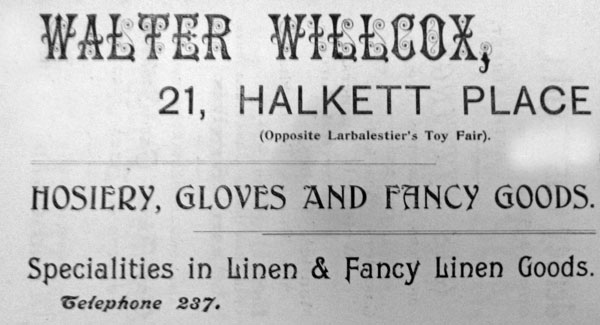 WALTER WILLCOX,
21, HALKETT PLACE
(Opposite Larbalestier's Toy Fair).
HOSIERY, GLOVES AND FANCY GOODS.
Specialities in Linen & Fancy Linen Goods.
Telephone 237.